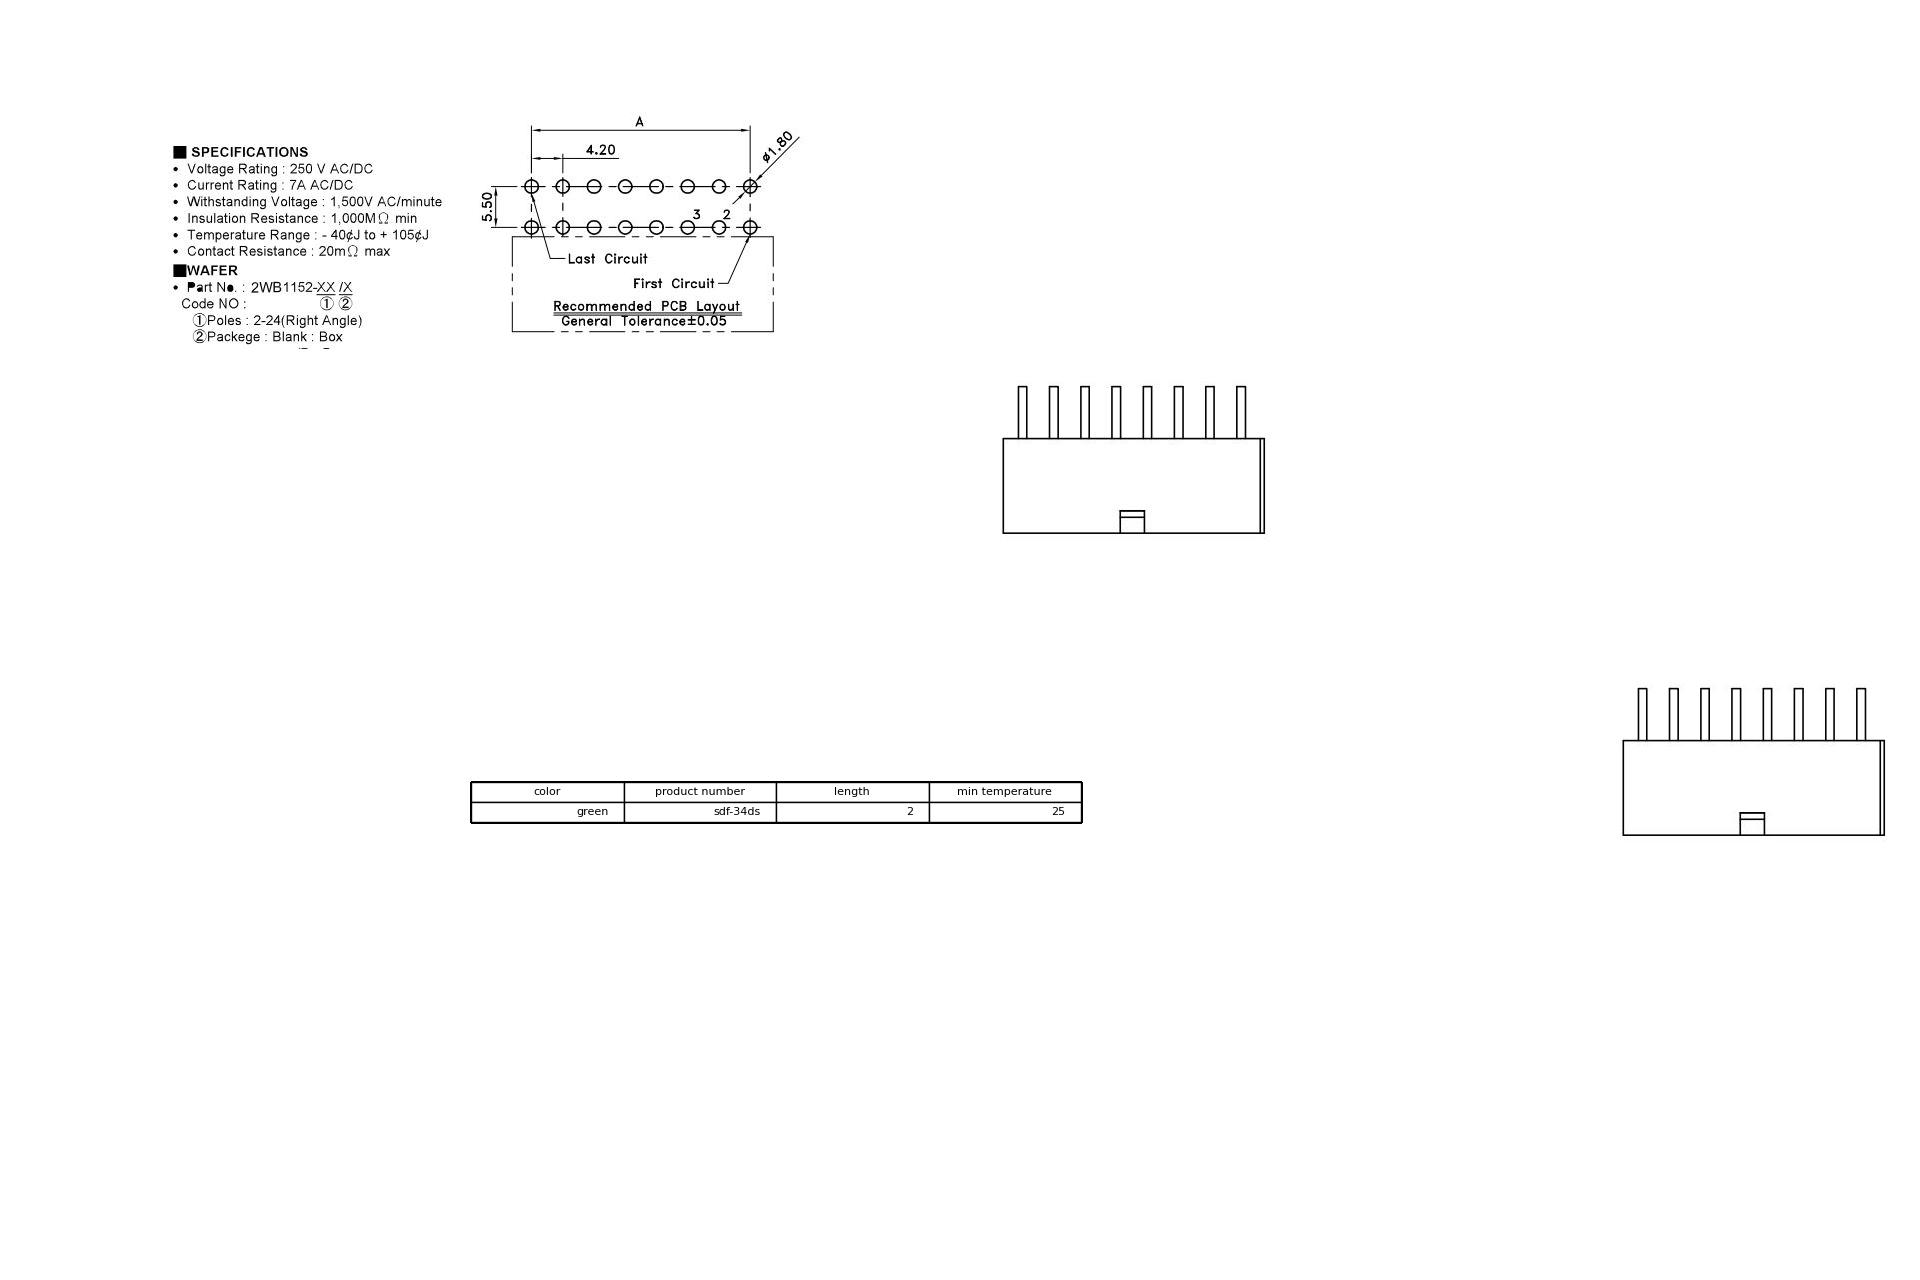 ■ SPECIFICATIONS
• Voltage Rating : 250 V AC/DC
• Current Rating : 7A AC/DC
• Withstanding Voltage : 1,500V AC/minute
• Insulation Resistance : 1,000MΩ min
• Temperature Range : - 40¢J to + 105¢J
• Contact Resistance : 20mΩ max
■WAFER
• Part No. : 2WB1152-XX /X
Code NO : ① ②
①Poles : 2-24(Right Angle)
②Packege : Blank : Box
A
4.20
ø1.80
5.50
3 2
Last Circuit
First Circuit
Recommended PCB Layout
General Tolerance±0.05
color product number length min temperature
green sdf-34ds 2 25